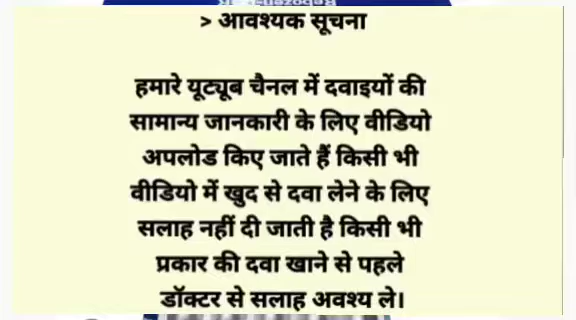 > आवश्यक सूचना
हमारे यूट्यूब चैनल में दवाइयों की
सामान्य जानकारी के लिए वीडियो
अपलोड किए जाते हैं किसी भी
वीडियो में खुद से दवा लेने के लिए
सलाह नहीं दी जाती है किसी भी
प्रकार की दवा खाने से पहले
डॉक्टर से सलाह अवश्य ले।